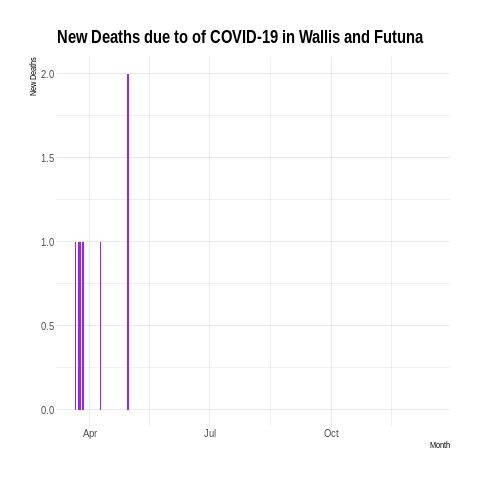 New Deaths due to of COVID-19 in Wallis and Futuna
New Deaths
2.0
1.5
1.0
0.5
0.0
Apr Jul Oct
Month